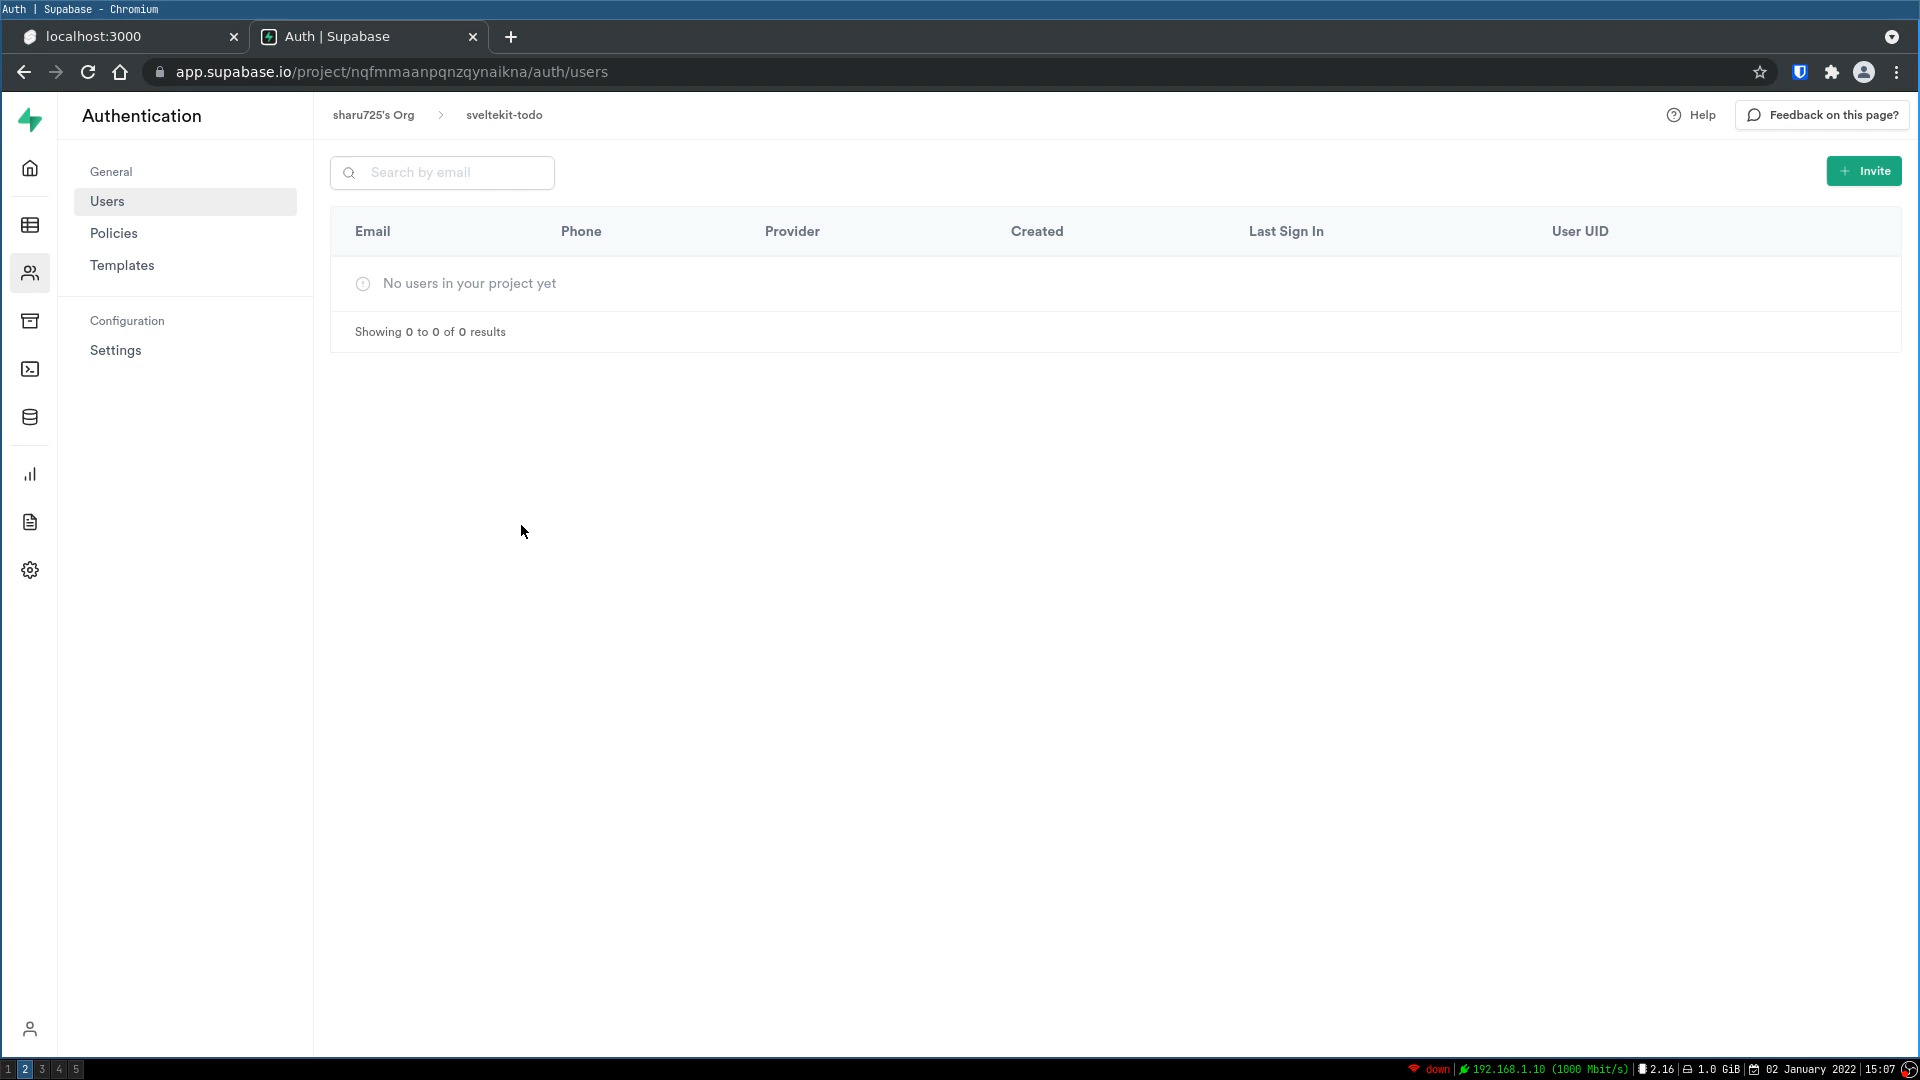 Auth | Supabase - Chromium
localhost:3000
Auth | Supabase
app.supabase.io/project/nqfmmaanpqnzqynaikna/auth/users
Authentication
sharu725's Org
sveltekit-todo
Help
Feedback on this page?
General
Users
Policies
Templates
Configuration
Settings
Search by email
Invite
Email Phone Provider Created Last Sign In User UID
No users in your project yet
Showing 0 to 0 of 0 results
1 2 3 4 5
down 192.168.1.10 (1000 Mbit/s) 2.16 1.0 GiB 02 January 2022 15:07